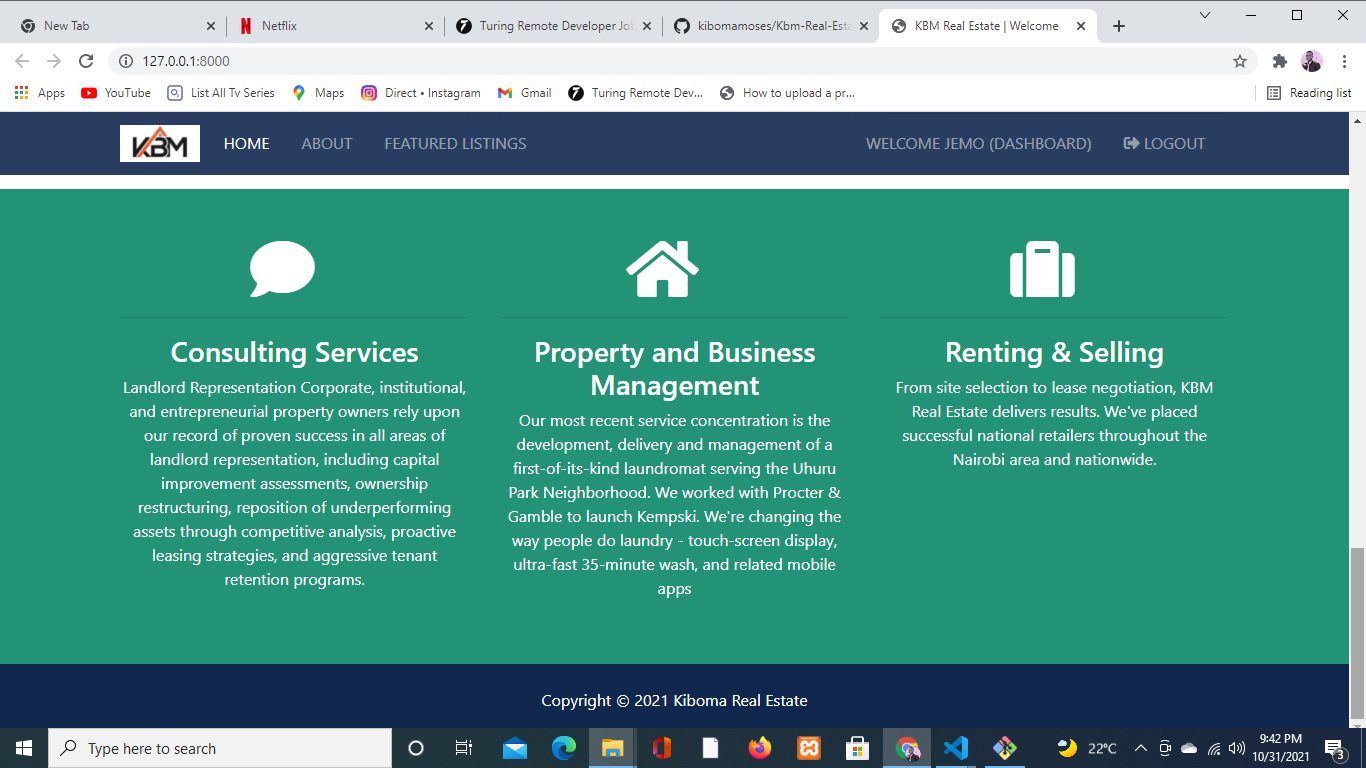 New Tab
Netflix
Turing Remote Developer Jo
kibomamoses/Kbm-Real-Est
KBM Real Estate | Welcome
127.0.0.1:8000
Apps
YouTube
List All Tv Series
Maps
Direct • Instagram
Gmail
Turing Remote Dev...
How to upload a pr...
Reading list
KBM
HOME
ABOUT
FEATURED LISTINGS
WELCOME JEMO (DASHBOARD)
LOGOUT
Consulting Services
Landlord Representation Corporate, institutional,
and entrepreneurial property owners rely upon
our record of proven success in all areas of
landlord representation, including capital
improvement assessments, ownership
restructuring, reposition of underperforming
assets through competitive analysis, proactive
leasing strategies, and aggressive tenant
retention programs.
Property and Business
Management
Our most recent service concentration is the
development, delivery and management of a
first-of-its-kind laundromat serving the Uhuru
Park Neighborhood. We worked with Procter &
Gamble to launch Kempski. We're changing the
way people do laundry - touch-screen display,
ultra-fast 35-minute wash, and related mobile
apps
Renting & Selling
From site selection to lease negotiation, KBM
Real Estate delivers results. We've placed
successful national retailers throughout the
Nairobi area and nationwide.
Copyright © 2021 Kiboma Real Estate
Type here to search
22°C
9:42 PM
10/31/2021
3